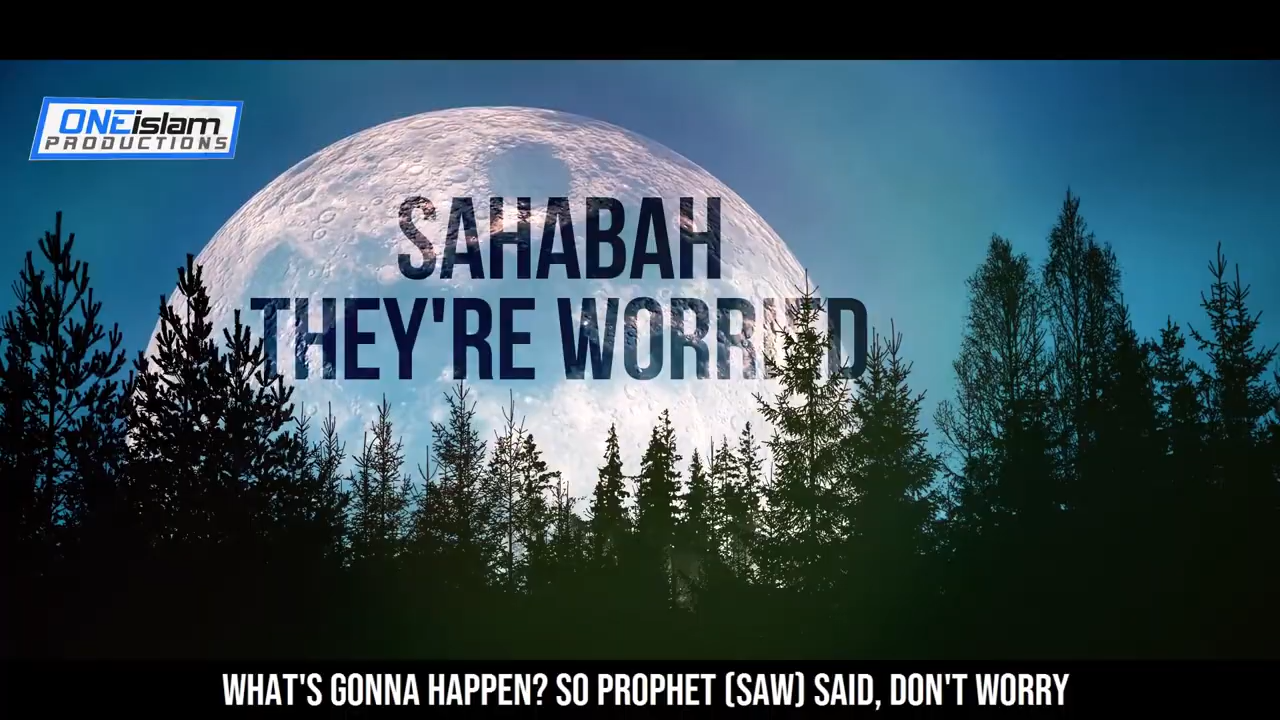 ONEislam
PRODUCTIONS
SAHABAH
THEY'RE WORRIED
WHAT'S GONNA HAPPEN? SO PROPHET (SAW) SAID, DON'T WORRY